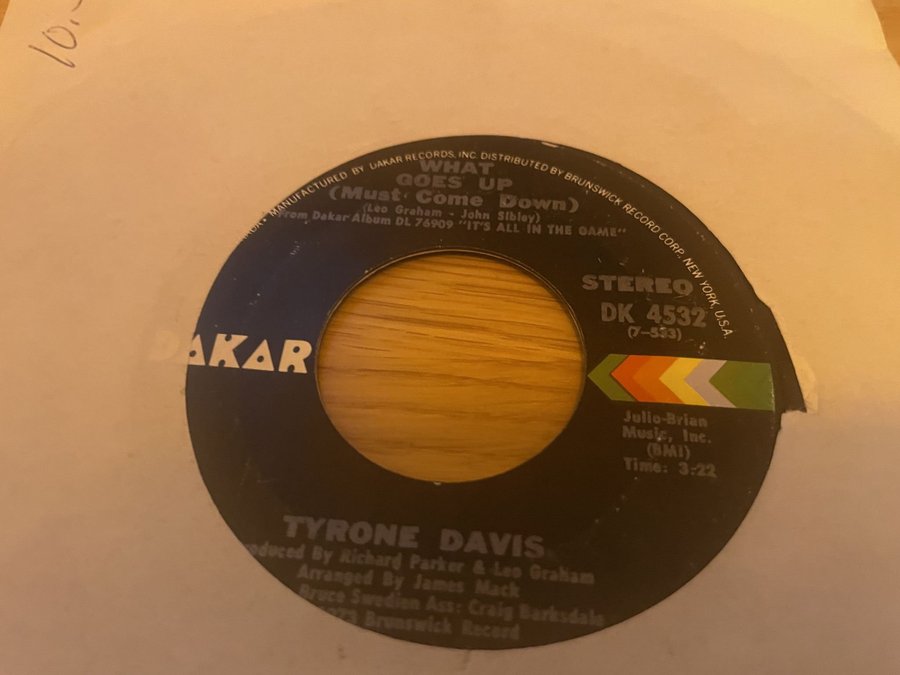 10.-
MANUFACTURED BY DAKAR RECORDS, INC. DISTRIBUTED BY BRUNSWICK RECORD CORP. NEW YORK, U.S.A.
WHAT
GOES UP
(Must Come Down)
(Leo Graham - John Sibley)
From Dakar Album DL 76909 "IT'S ALL IN THE GAME"
STEREO
DK 4532
(7-533)
DAKAR
Julio-Brian
Music, Inc.
(BMI)
Time: 3:22
TYRONE DAVIS
oduced By Richard Parker & Leo Graham
Arranged By James Mack
Bruce Swedien Ass: Craig Barksdale
Brunswick Record